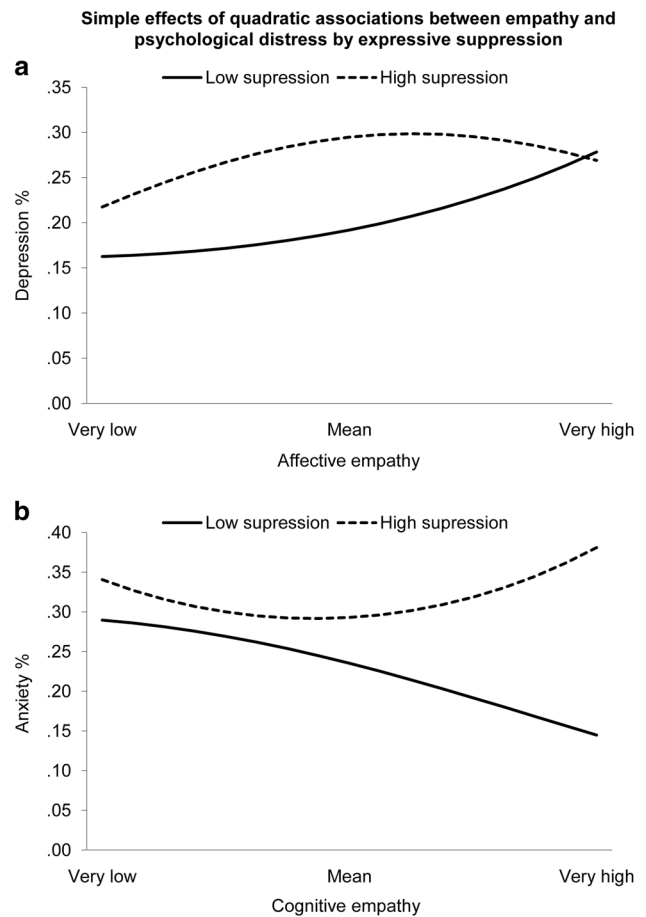 Simple effects of quadratic associations between empathy and
psychological distress by expressive suppression
a
Low supression High supression
.35
.30
.25
.20
.15
.10
.05
.00
Depression %
Very low Mean Very high
Affective empathy
b
Low supression High supression
.40
.35
.30
.25
.20
.15
.10
.05
.00
Anxiety %
Very low Mean Very high
Cognitive empathy